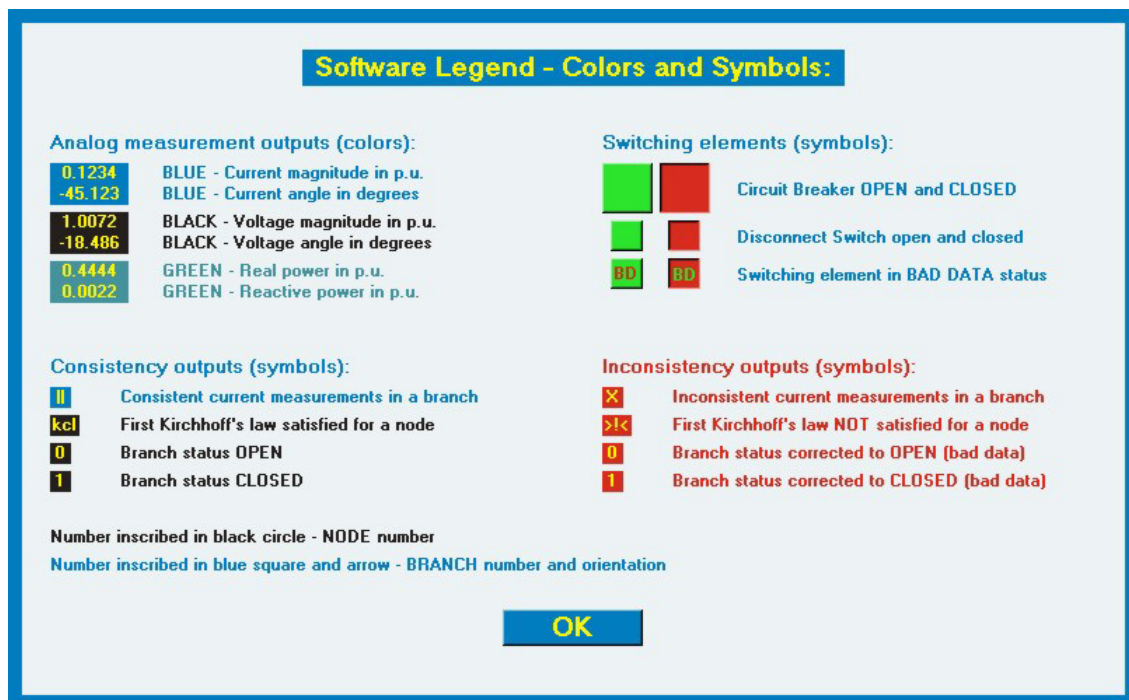 Software Legend - Colors and Symbols:
Analog measurement outputs (colors):
0.1234 BLUE - Current magnitude in p.u.
-45.123 BLUE - Current angle in degrees
1.0072 BLACK - Voltage magnitude in p.u.
-18.486 BLACK - Voltage angle in degrees
0.4444 GREEN - Real power in p.u.
0.0022 GREEN - Reactive power in p.u.
Switching elements (symbols):
Circuit Breaker OPEN and CLOSED
Disconnect Switch open and closed
BD BD Switching element in BAD DATA status
Consistency outputs (symbols):
|| Consistent current measurements in a branch
kcl First Kirchhoff's law satisfied for a node
0 Branch status OPEN
1 Branch status CLOSED
Inconsistency outputs (symbols):
X Inconsistent current measurements in a branch
>!< First Kirchhoff's law NOT satisfied for a node
0 Branch status corrected to OPEN (bad data)
1 Branch status corrected to CLOSED (bad data)
Number inscribed in black circle - NODE number
Number inscribed in blue square and arrow - BRANCH number and orientation
OK